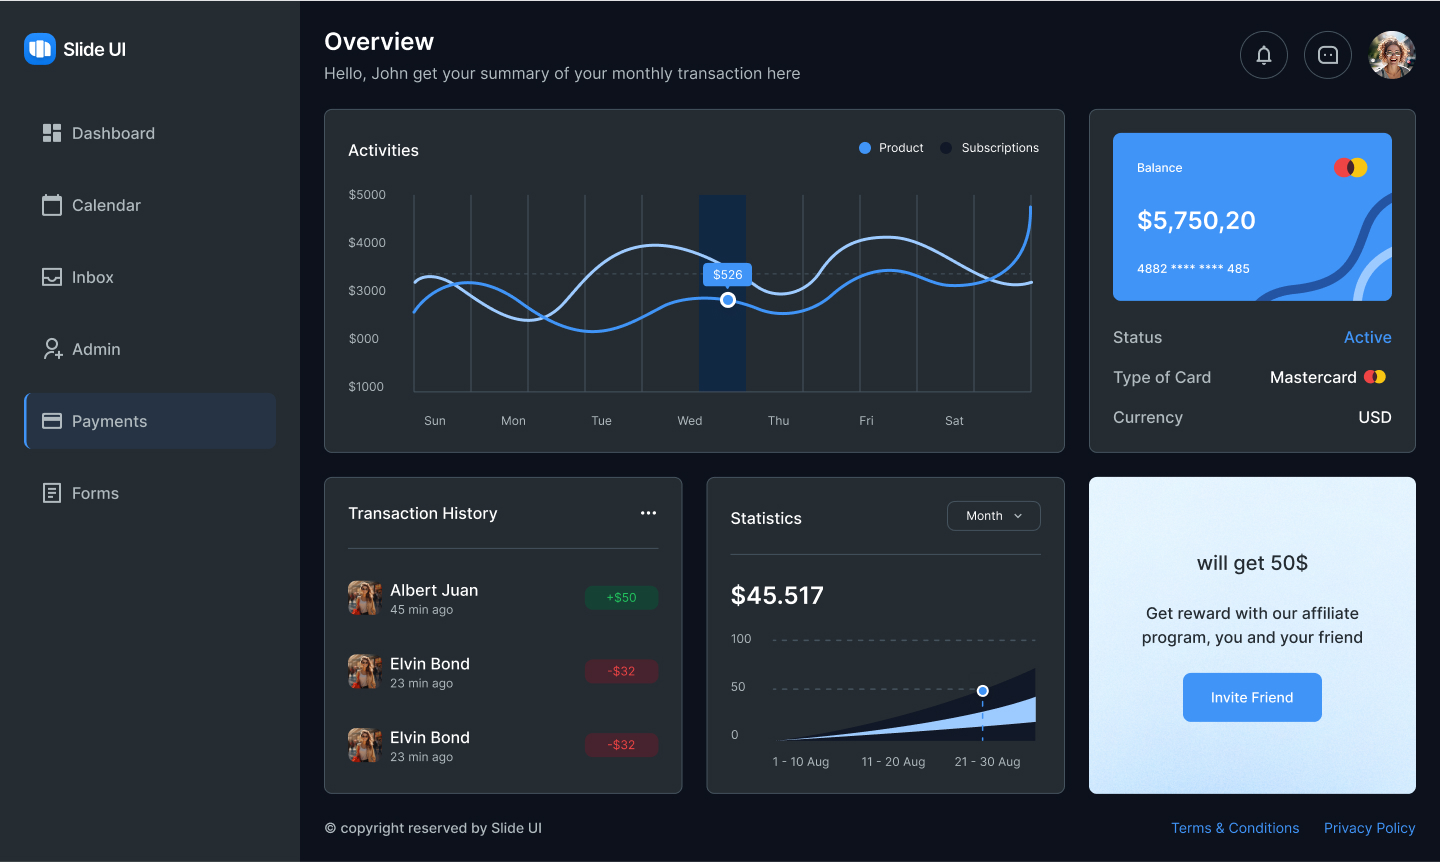 Slide UI
Dashboard
Calendar
Inbox
Admin
Payments
Forms
Overview
Hello, John get your summary of your monthly transaction here
Activities
Product
Subscriptions
$5000
$4000
$3000
$000
$1000
$526
Sun
Mon
Tue
Wed
Thu
Fri
Sat
Balance
$5,750,20
4882 **** **** 485
Status
Active
Type of Card
Mastercard
Currency
USD
Transaction History
Albert Juan
45 min ago
+$50
Elvin Bond
23 min ago
-$32
Elvin Bond
23 min ago
-$32
Statistics
Month
$45.517
100
50
0
1 - 10 Aug
11 - 20 Aug
21 - 30 Aug
will get 50$
Get reward with our affiliate
program, you and your friend
Invite Friend
© copyright reserved by Slide UI
Terms & Conditions
Privacy Policy